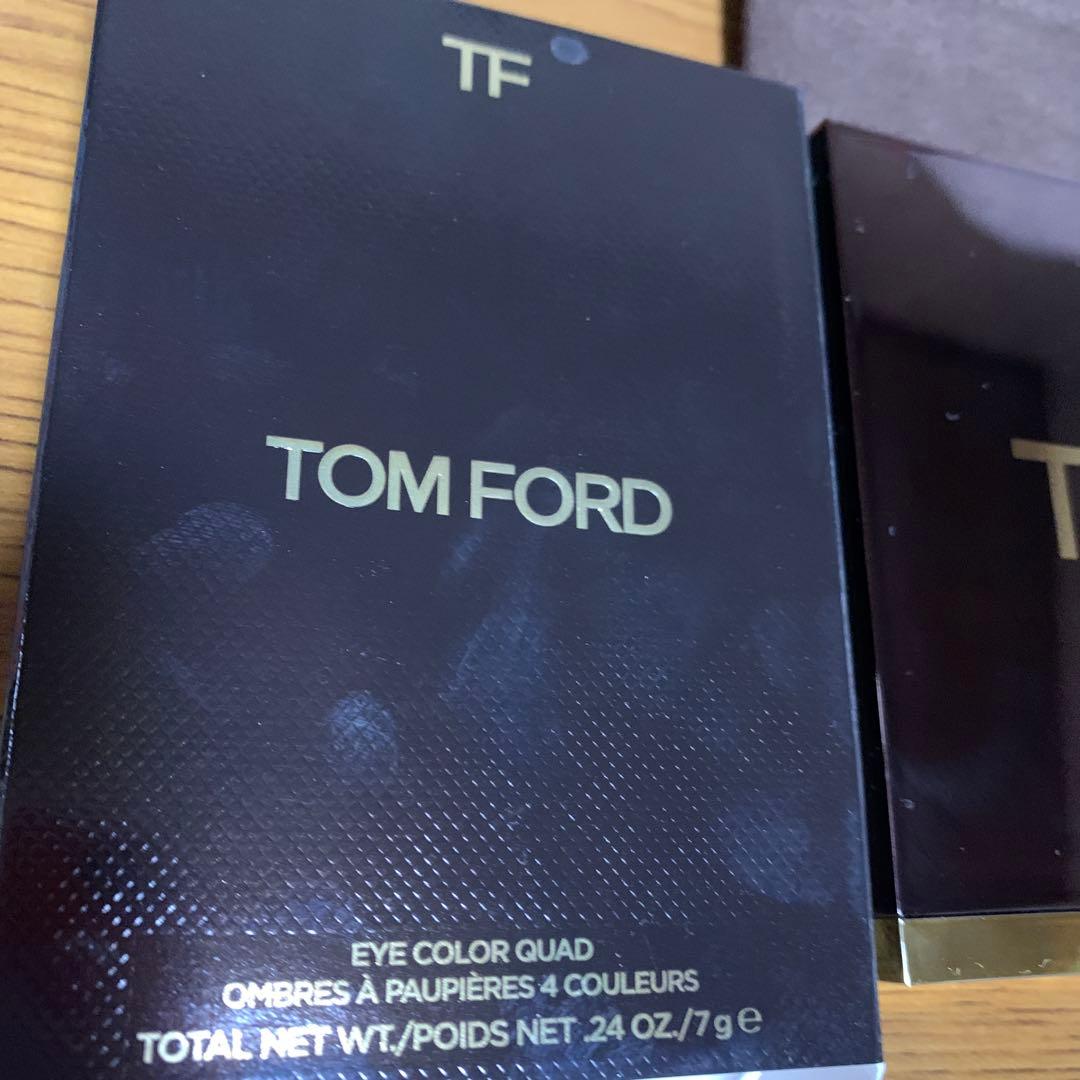 TF
TOM FORD
T
EYE COLOR QUAD
OMBRES À PAUPIÈRES 4 COULEURS
TOTAL NET WT./POIDS NET .24 OZ./7 g e